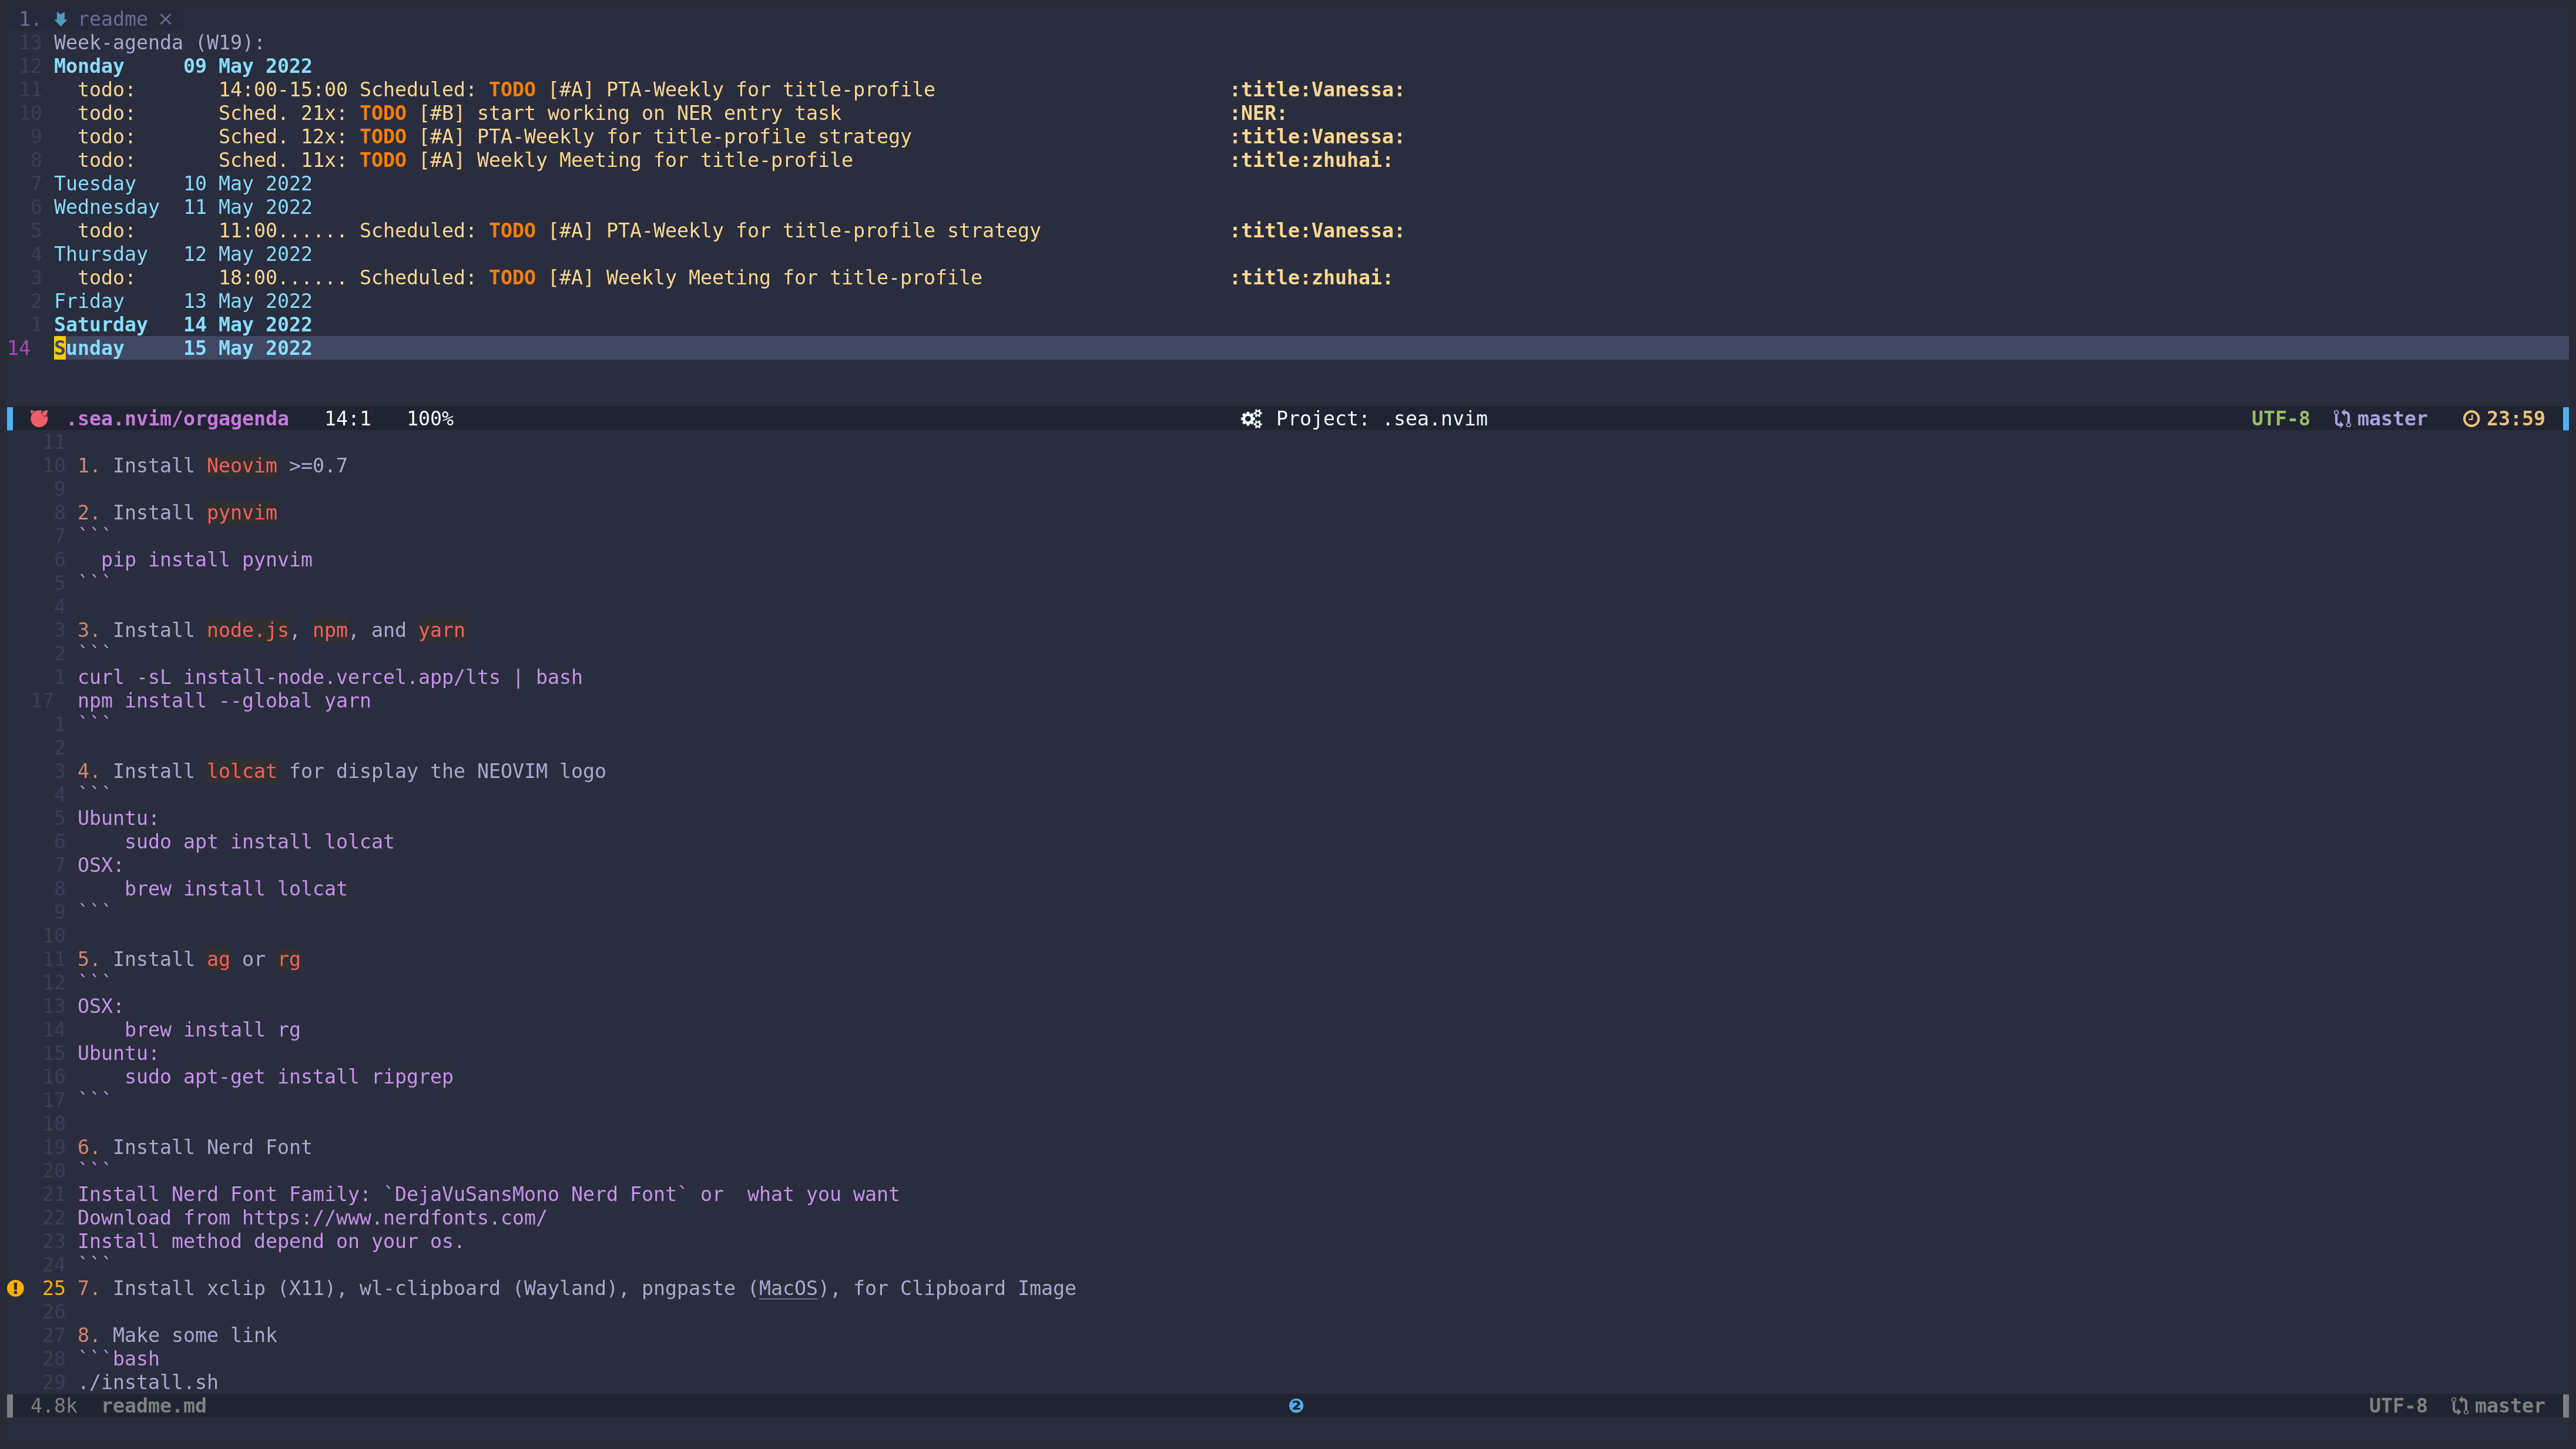 1. readme ×
13 Week-agenda (W19):
12 Monday     09 May 2022
11   todo:       14:00-15:00 Scheduled: TODO [#A] PTA-Weekly for title-profile                         :title:Vanessa:
10   todo:       Sched. 21x: TODO [#B] start working on NER entry task                                 :NER:
9   todo:       Sched. 12x: TODO [#A] PTA-Weekly for title-profile strategy                           :title:Vanessa:
8   todo:       Sched. 11x: TODO [#A] Weekly Meeting for title-profile                                :title:zhuhai:
7 Tuesday    10 May 2022
6 Wednesday  11 May 2022
5   todo:       11:00...... Scheduled: TODO [#A] PTA-Weekly for title-profile strategy                :title:Vanessa:
4 Thursday   12 May 2022
3   todo:       18:00...... Scheduled: TODO [#A] Weekly Meeting for title-profile                     :title:zhuhai:
2 Friday     13 May 2022
1 Saturday   14 May 2022
14  Sunday     15 May 2022
.sea.nvim/orgagenda   14:1   100%   Project: .sea.nvim   UTF-8   master   23:59
11
10 1. Install Neovim >=0.7
9
8 2. Install pynvim
7 ```
6   pip install pynvim
5 ```
4
3 3. Install node.js, npm, and yarn
2 ```
1 curl -sL install-node.vercel.app/lts | bash
17  npm install --global yarn
1 ```
2
3 4. Install lolcat for display the NEOVIM logo
4 ```
5 Ubuntu:
6     sudo apt install lolcat
7 OSX:
8     brew install lolcat
9 ```
10
11 5. Install ag or rg
12 ```
13 OSX:
14     brew install rg
15 Ubuntu:
16     sudo apt-get install ripgrep
17 ```
18
19 6. Install Nerd Font
20 ```
21 Install Nerd Font Family: `DejaVuSansMono Nerd Font` or  what you want
22 Download from https://www.nerdfonts.com/
23 Install method depend on your os.
24 ```
25 7. Install xclip (X11), wl-clipboard (Wayland), pngpaste (MacOS), for Clipboard Image
26
27 8. Make some link
28 ```bash
29 ./install.sh
4.8k  readme.md   2   UTF-8   master